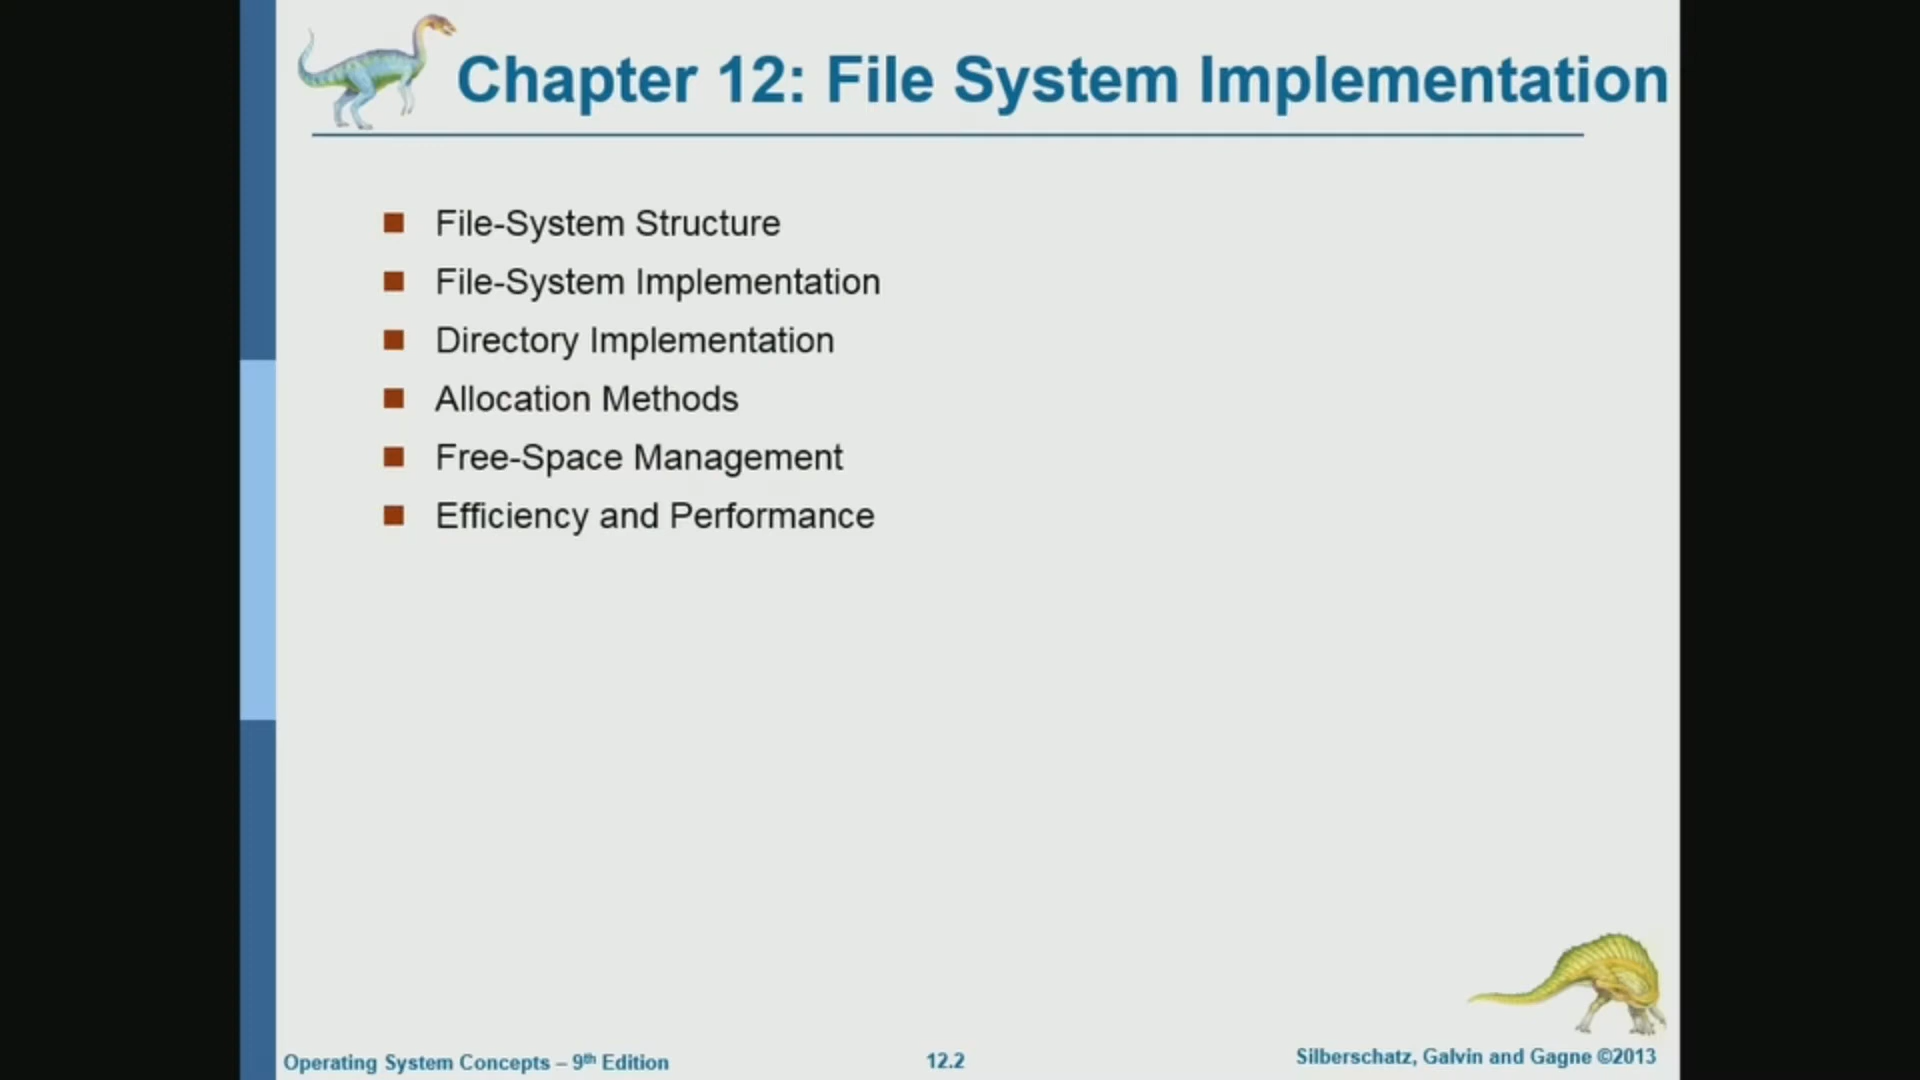 Chapter 12: File System Implementation
File-System Structure
File-System Implementation
Directory Implementation
Allocation Methods
Free-Space Management
Efficiency and Performance
Operating System Concepts – 9th Edition
12.2
Silberschatz, Galvin and Gagne ©2013